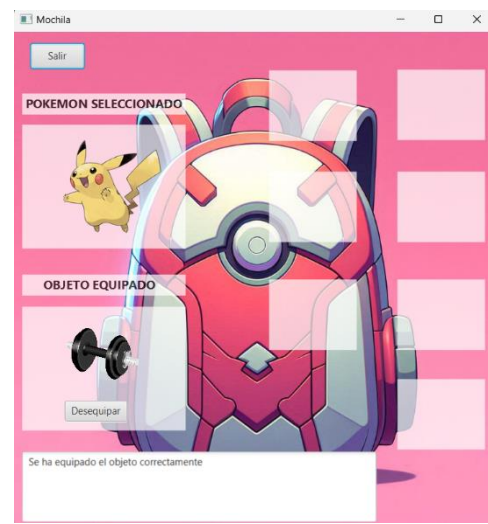 Mochila
Salir
POKEMON SELECCIONADO
OBJETO EQUIPADO
Desequipar
Se ha equipado el objeto correctamente